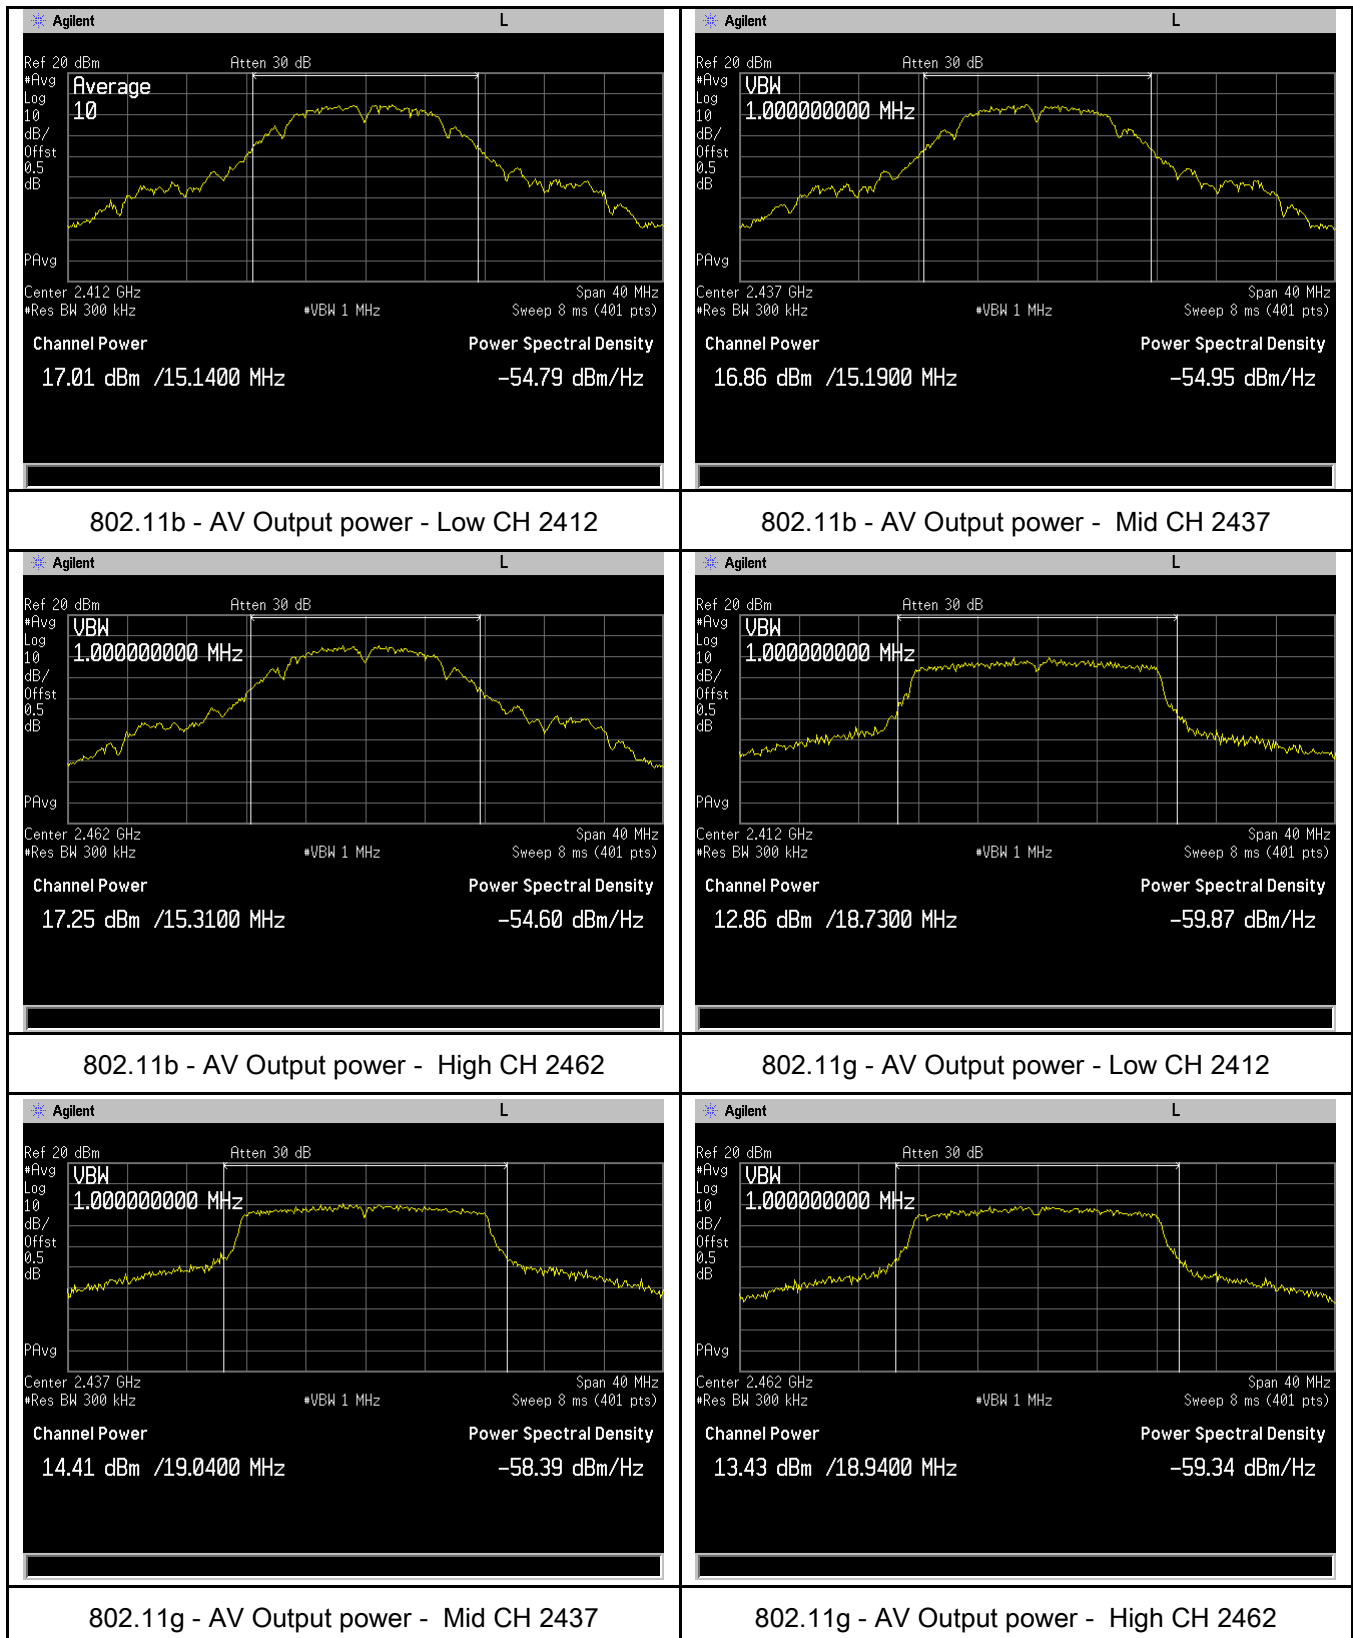 Agilent L
Ref 20 dBm Atten 30 dB
#Avg
Log
10
dB/
Offst
0.5
dB
PAvg
Average
10
Center 2.412 GHz Span 40 MHz
#Res BW 300 kHz #VBW 1 MHz Sweep 8 ms (401 pts)
Channel Power Power Spectral Density
17.01 dBm /15.1400 MHz -54.79 dBm/Hz
802.11b - AV Output power - Low CH 2412
Agilent L
Ref 20 dBm Atten 30 dB
#Avg
Log
10
dB/
Offst
0.5
dB
PAvg
VBW
1.000000000 MHz
Center 2.437 GHz Span 40 MHz
#Res BW 300 kHz #VBW 1 MHz Sweep 8 ms (401 pts)
Channel Power Power Spectral Density
16.86 dBm /15.1900 MHz -54.95 dBm/Hz
802.11b - AV Output power - Mid CH 2437
Agilent L
Ref 20 dBm Atten 30 dB
#Avg
Log
10
dB/
Offst
0.5
dB
PAvg
VBW
1.000000000 MHz
Center 2.462 GHz Span 40 MHz
#Res BW 300 kHz #VBW 1 MHz Sweep 8 ms (401 pts)
Channel Power Power Spectral Density
17.25 dBm /15.3100 MHz -54.60 dBm/Hz
802.11b - AV Output power - High CH 2462
Agilent L
Ref 20 dBm Atten 30 dB
#Avg
Log
10
dB/
Offst
0.5
dB
PAvg
VBW
1.000000000 MHz
Center 2.412 GHz Span 40 MHz
#Res BW 300 kHz #VBW 1 MHz Sweep 8 ms (401 pts)
Channel Power Power Spectral Density
12.86 dBm /18.7300 MHz -59.87 dBm/Hz
802.11g - AV Output power - Low CH 2412
Agilent L
Ref 20 dBm Atten 30 dB
#Avg
Log
10
dB/
Offst
0.5
dB
PAvg
VBW
1.000000000 MHz
Center 2.437 GHz Span 40 MHz
#Res BW 300 kHz #VBW 1 MHz Sweep 8 ms (401 pts)
Channel Power Power Spectral Density
14.41 dBm /19.0400 MHz -58.39 dBm/Hz
802.11g - AV Output power - Mid CH 2437
Agilent L
Ref 20 dBm Atten 30 dB
#Avg
Log
10
dB/
Offst
0.5
dB
PAvg
VBW
1.000000000 MHz
Center 2.462 GHz Span 40 MHz
#Res BW 300 kHz #VBW 1 MHz Sweep 8 ms (401 pts)
Channel Power Power Spectral Density
13.43 dBm /18.9400 MHz -59.34 dBm/Hz
802.11g - AV Output power - High CH 2462